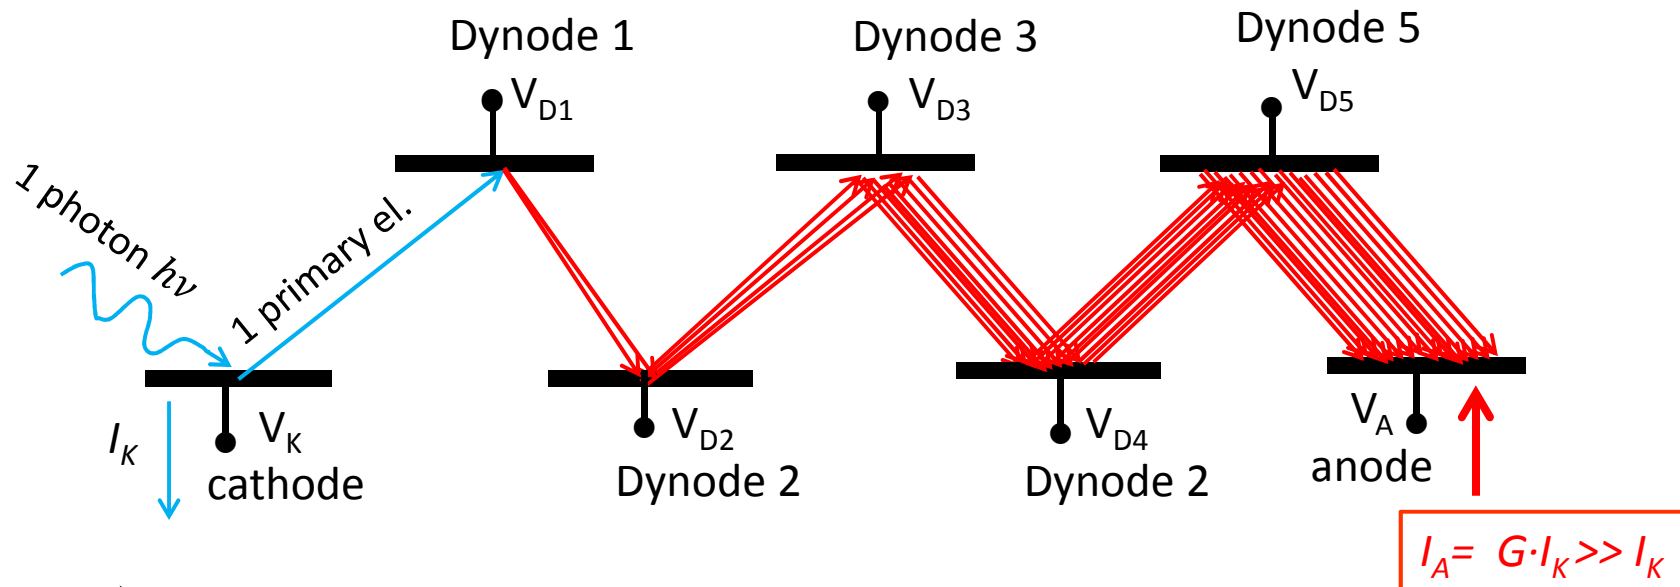 Dynode 1
Dynode 3
Dynode 5
V_D1
V_D3
V_D5
1 photon hν
1 primary el.
I_K
V_K
cathode
V_D2
Dynode 2
V_D4
Dynode 2
V_A
anode
I_A= G·I_K >> I_K